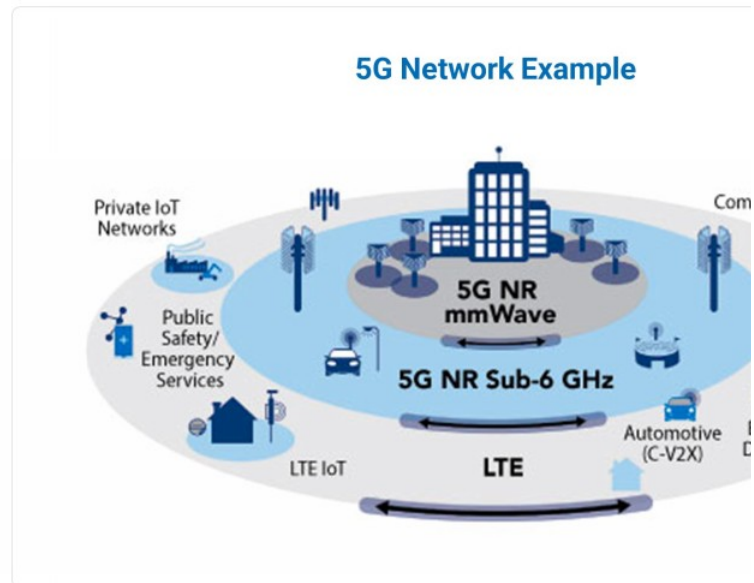 5G Network Example
Private IoT
Networks
Com
Public
Safety/
Emergency
Services
5G NR
mmWave
5G NR Sub-6 GHz
Automotive
(C-V2X)
LTE IoT
LTE